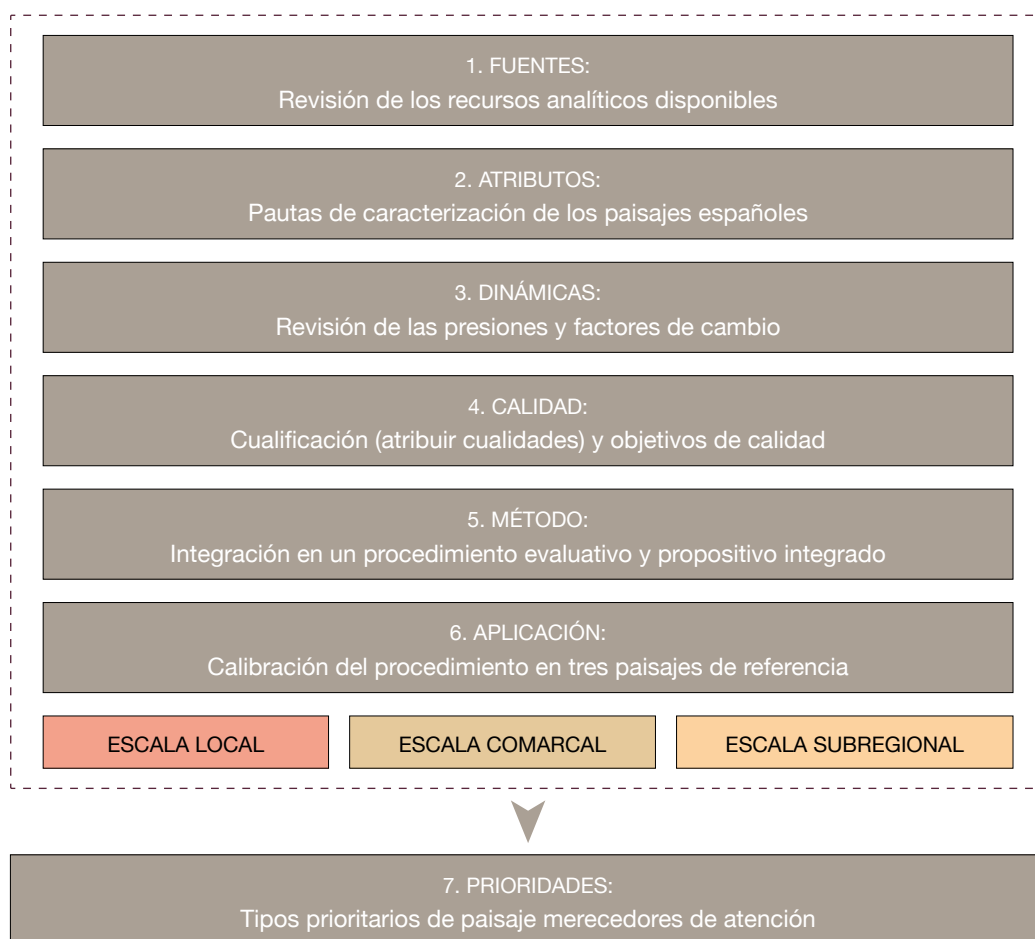 1. FUENTES:
Revisión de los recursos analíticos disponibles
2. ATRIBUTOS:
Pautas de caracterización de los paisajes españoles
3. DINÁMICAS:
Revisión de las presiones y factores de cambio
4. CALIDAD:
Cualificación (atribuir cualidades) y objetivos de calidad
5. MÉTODO:
Integración en un procedimiento evaluativo y propositivo integrado
6. APLICACIÓN:
Calibración del procedimiento en tres paisajes de referencia
ESCALA LOCAL
ESCALA COMARCAL
ESCALA SUBREGIONAL
7. PRIORIDADES:
Tipos prioritarios de paisaje merecedores de atención